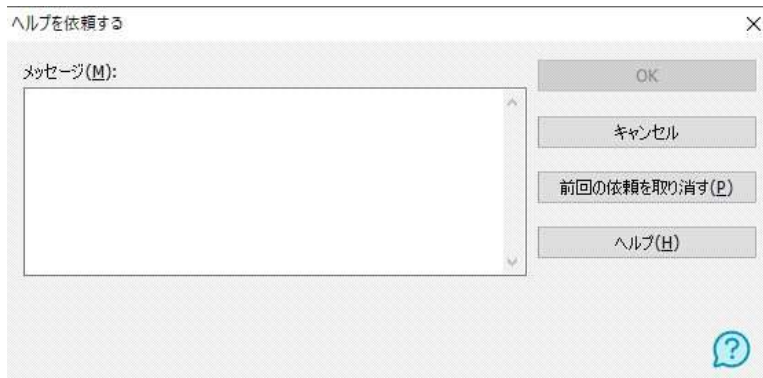 ヘルプを依頼する
メッセージ(M):
OK
キャンセル
前回の依頼を取り消す(P)
ヘルプ(H)